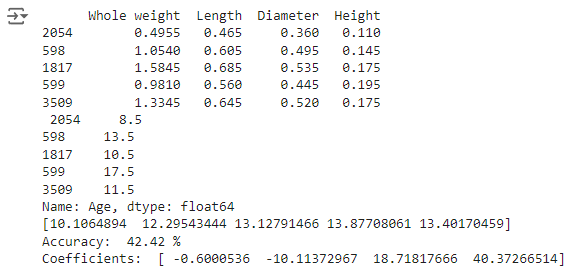 Whole weight  Length  Diameter  Height
2054  0.4955  0.465  0.360  0.110
598  1.0540  0.605  0.495  0.145
1817  1.5845  0.685  0.535  0.175
599  0.9810  0.560  0.445  0.195
3509  1.3345  0.645  0.520  0.175
2054  8.5
598  13.5
1817  10.5
599  17.5
3509  11.5
Name: Age, dtype: float64
[10.1064894  12.29543444 13.12791466 13.87708061 13.40170459]
Accuracy:  42.42 %
Coefficients:  [ -0.6000536  -10.11372967  18.71817666  40.37266514]